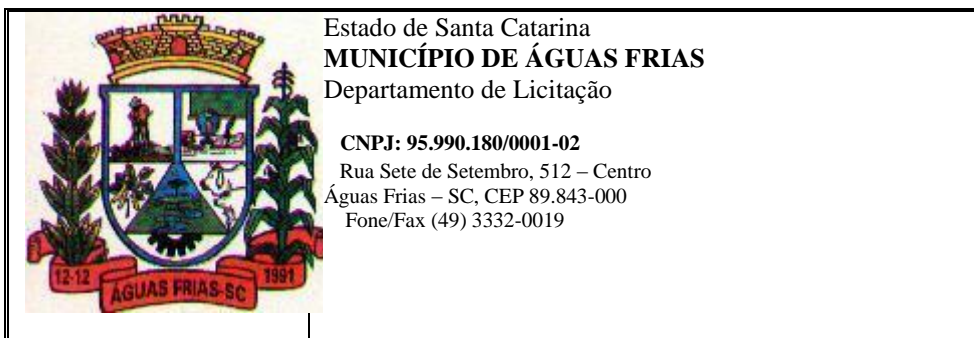 Estado de Santa Catarina
MUNICÍPIO DE ÁGUAS FRIAS
Departamento de Licitação
CNPJ: 95.990.180/0001-02
Rua Sete de Setembro, 512 – Centro
Águas Frias – SC, CEP 89.843-000
Fone/Fax (49) 3332-0019
12-12
ÁGUAS FRIAS-SC
1991